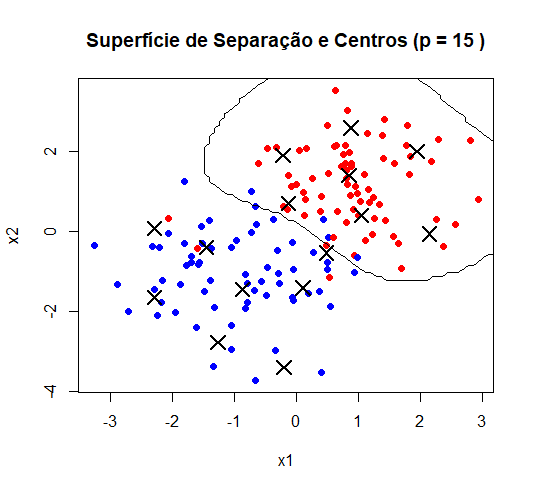 Superfície de Separação e Centros (p = 15 )
x2
2
0
-2
-4
-3 -2 -1 0 1 2 3
x1